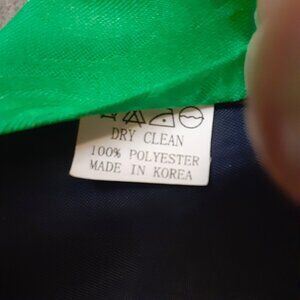 DRY CLEAN
100% POLYESTER
MADE IN KOREA